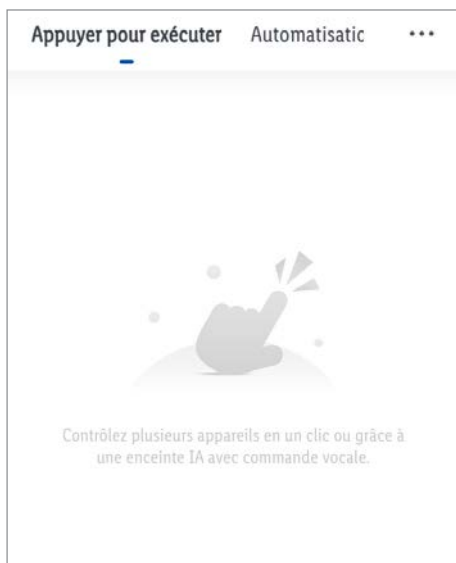 Appuyer pour exécuter Automatisatic •••
Contrôlez plusieurs appareils en un clic ou grâce à
une enceinte IA avec commande vocale.